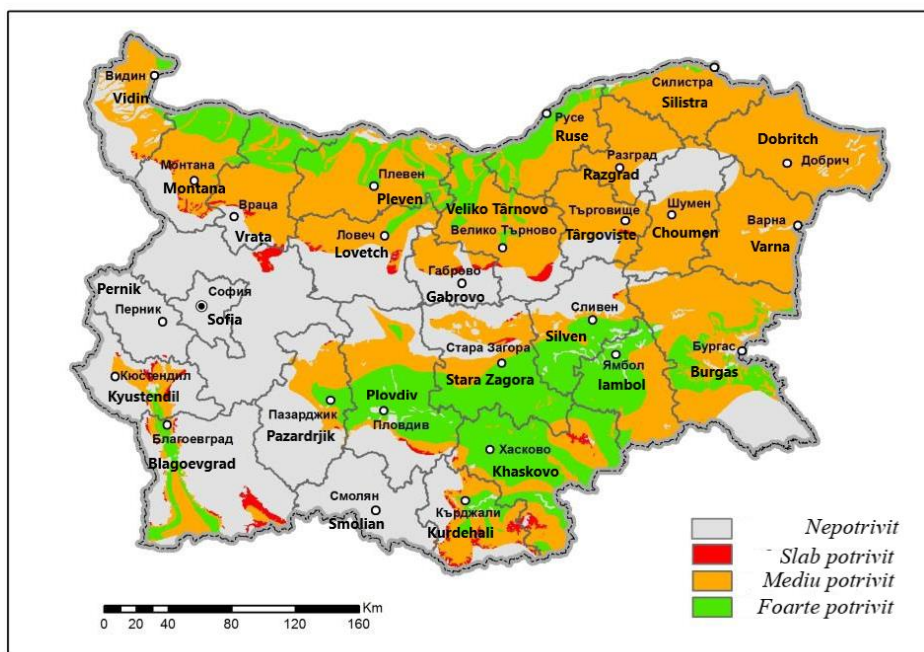 Видин
Vidin
Монтана
Montana
Враца
Vrața
Плевен
Pleven
Ловеч
Lovetch
Veliko Târnovo
Велико Търново
Габрово
Gabrovo
Русе
Ruse
Разград
Razgrad
Силистра
Silistra
Dobritch
Добрич
Търговище
Târgoviște
Шумен
Choumen
Варна
Varna
Pernik
Перник
София
Sofia
Кюстендил
Kyustendil
Благоевград
Blagoevgrad
Пазарджик
Pazardrjik
Plovdiv
Пловдив
Смолян
Smolian
Стара Загора
Stara Zagora
Сливен
Silven
Ямбол
Iambol
Бургас
Burgas
Хасково
Khaskovo
Кърджали
Kurdehali
Nepotrivit
Slab potrivit
Mediu potrivit
Foarte potrivit
Km
0 20 40 80 120 160